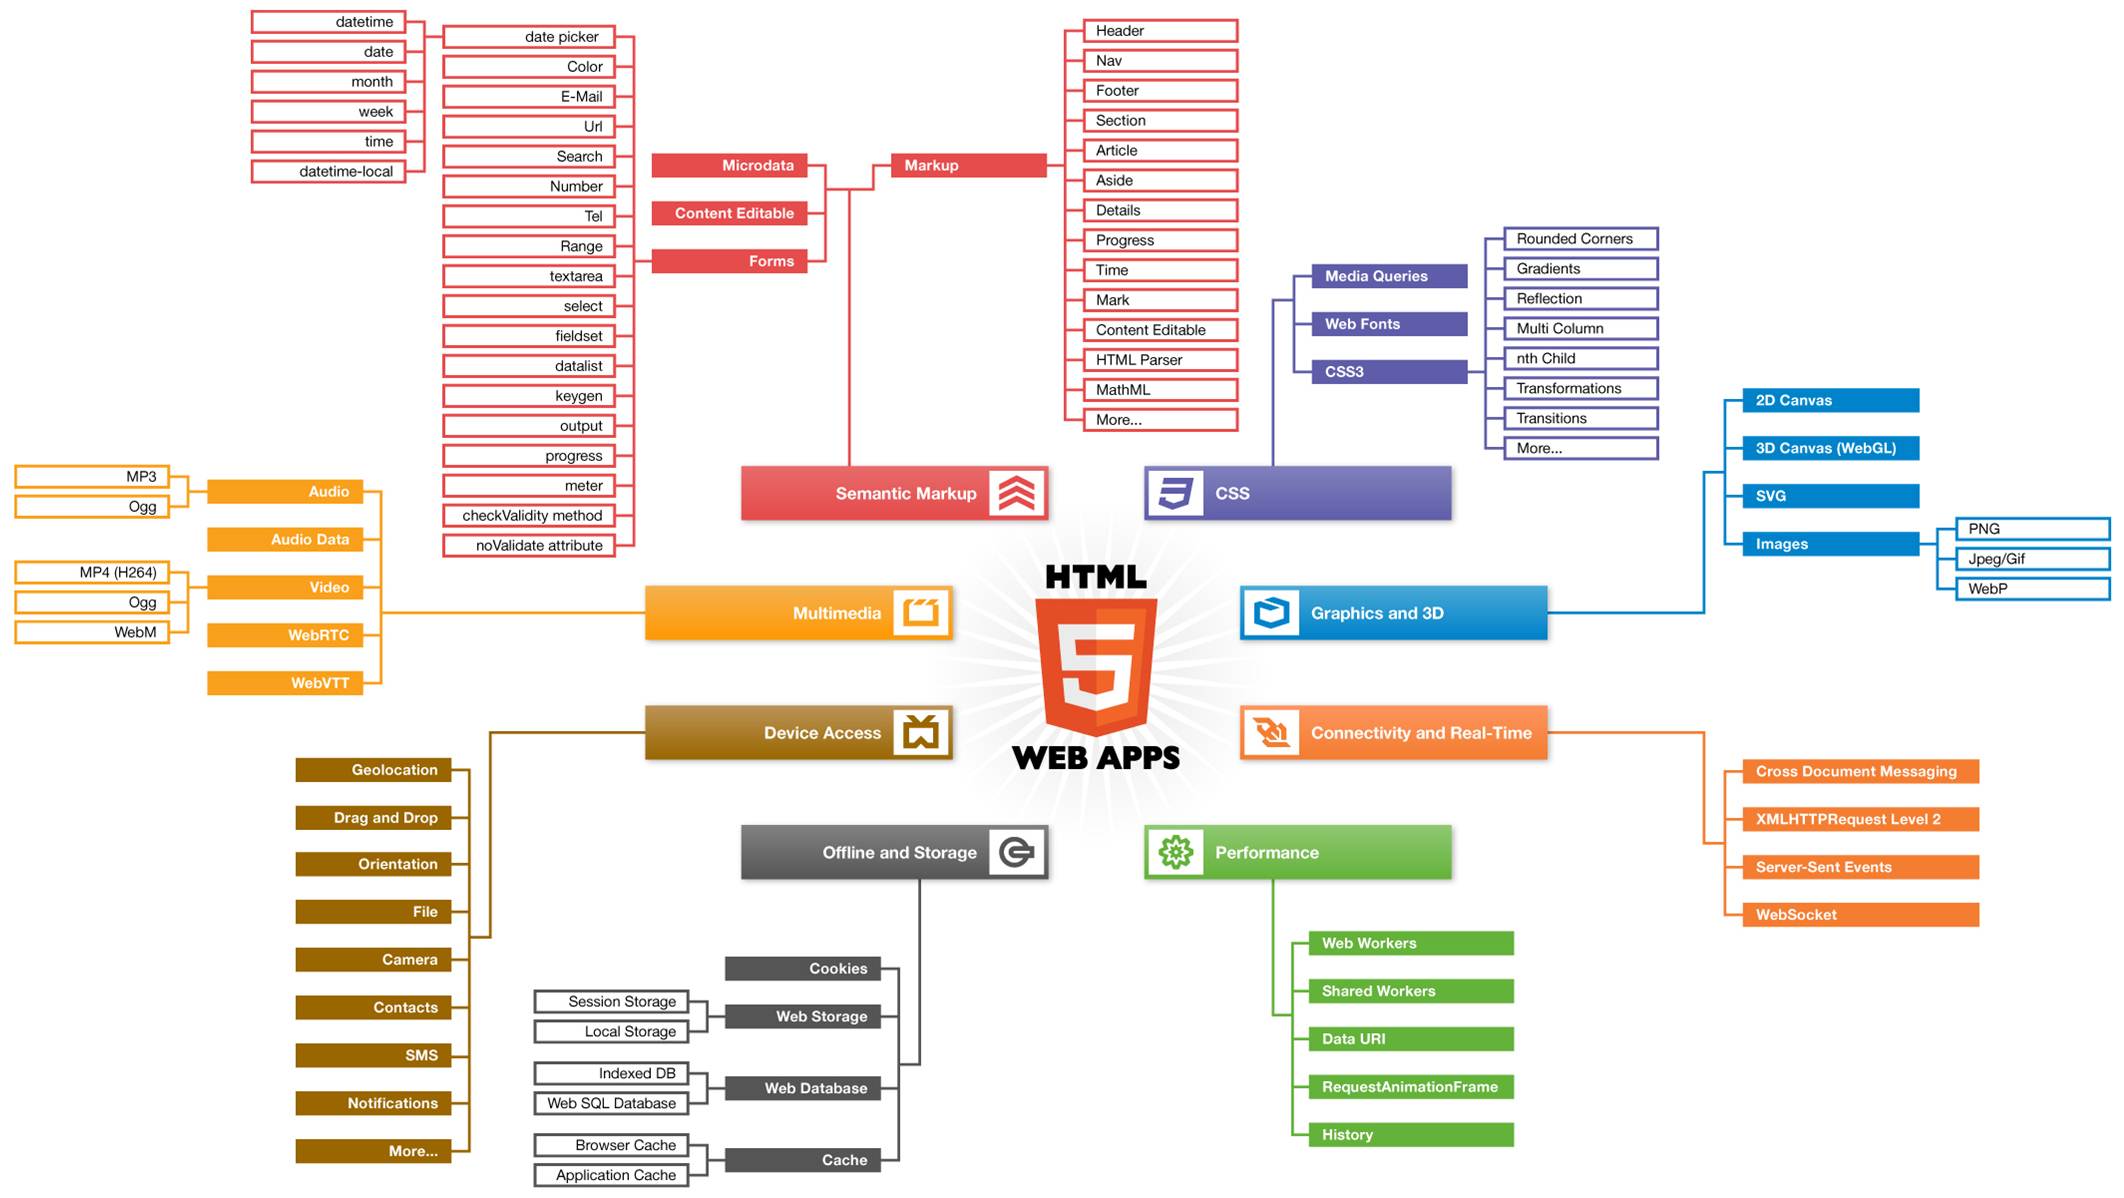 datetime
date
month
week
time
datetime-local
date picker
Color
E-Mail
Url
Search
Number
Tel
Range
textarea
select
fieldset
datalist
keygen
output
progress
meter
checkValidity method
noValidate attribute
Microdata
Content Editable
Forms
Markup
Header
Nav
Footer
Section
Article
Aside
Details
Progress
Time
Mark
Content Editable
HTML Parser
MathML
More...
Semantic Markup
CSS
Media Queries
Web Fonts
CSS3
Rounded Corners
Gradients
Reflection
Multi Column
nth Child
Transformations
Transitions
More...
2D Canvas
3D Canvas (WebGL)
SVG
Images
PNG
Jpeg/Gif
WebP
Graphics and 3D
MP3
Ogg
Audio
Audio Data
MP4 (H264)
Ogg
WebM
Video
WebRTC
WebVTT
Multimedia
HTML
5
WEB APPS
Device Access
Geolocation
Drag and Drop
Orientation
File
Camera
Contacts
SMS
Notifications
More...
Connectivity and Real-Time
Cross Document Messaging
XMLHTTPRequest Level 2
Server-Sent Events
WebSocket
Offline and Storage
Cookies
Session Storage
Local Storage
Web Storage
Indexed DB
Web SQL Database
Web Database
Browser Cache
Application Cache
Cache
Performance
Web Workers
Shared Workers
Data URI
RequestAnimationFrame
History